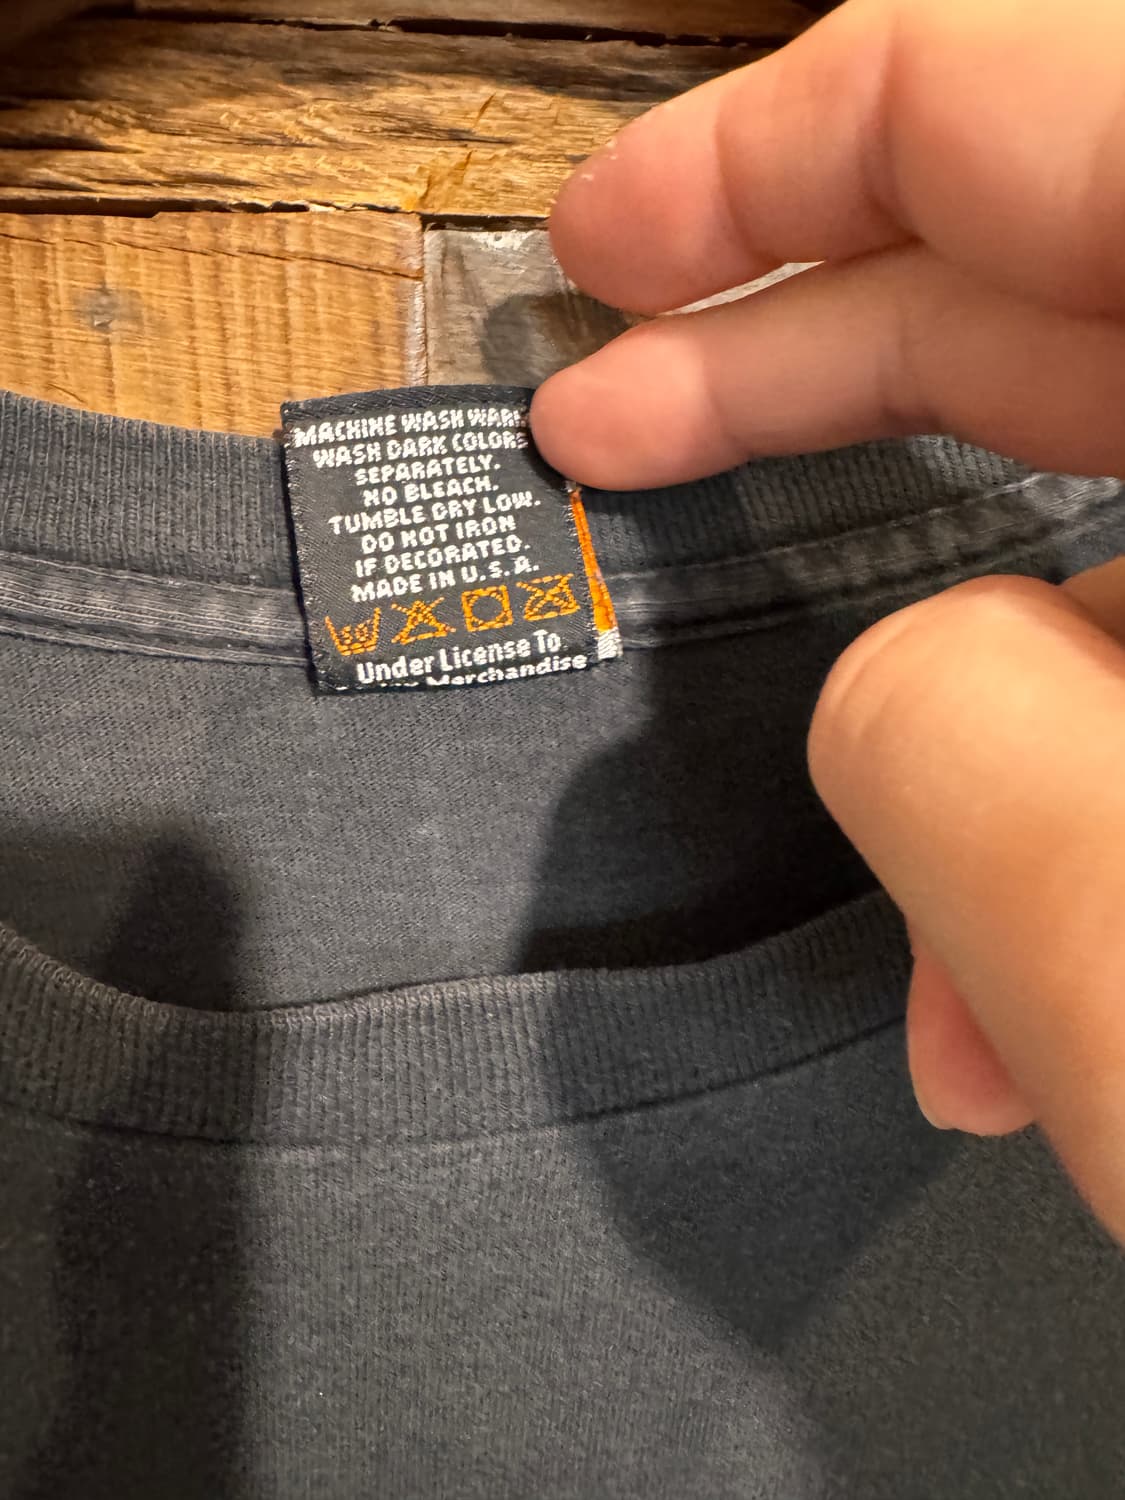 MACHINE WASH WARM
WASH DARK COLORS
SEPARATELY.
NO BLEACH.
TUMBLE DRY LOW.
DO NOT IRON
IF DECORATED.
MADE IN U.S.A.
Under License To
Merchandise